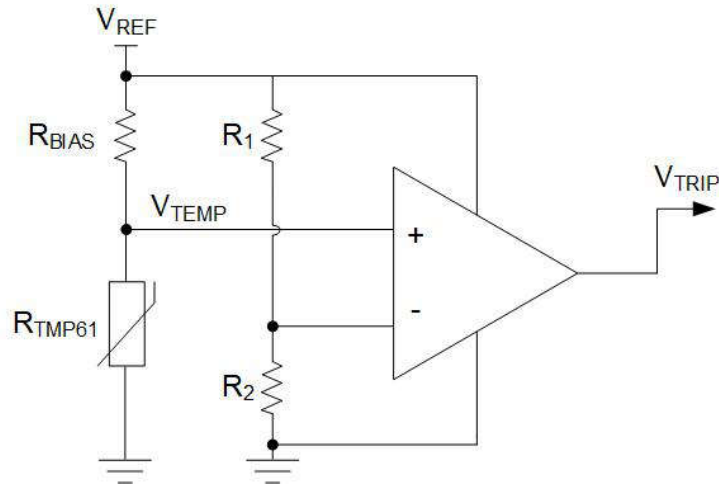 VREF
RBIAS
R1
VTEMP
VTRIP
+
-
RTMP61
R2